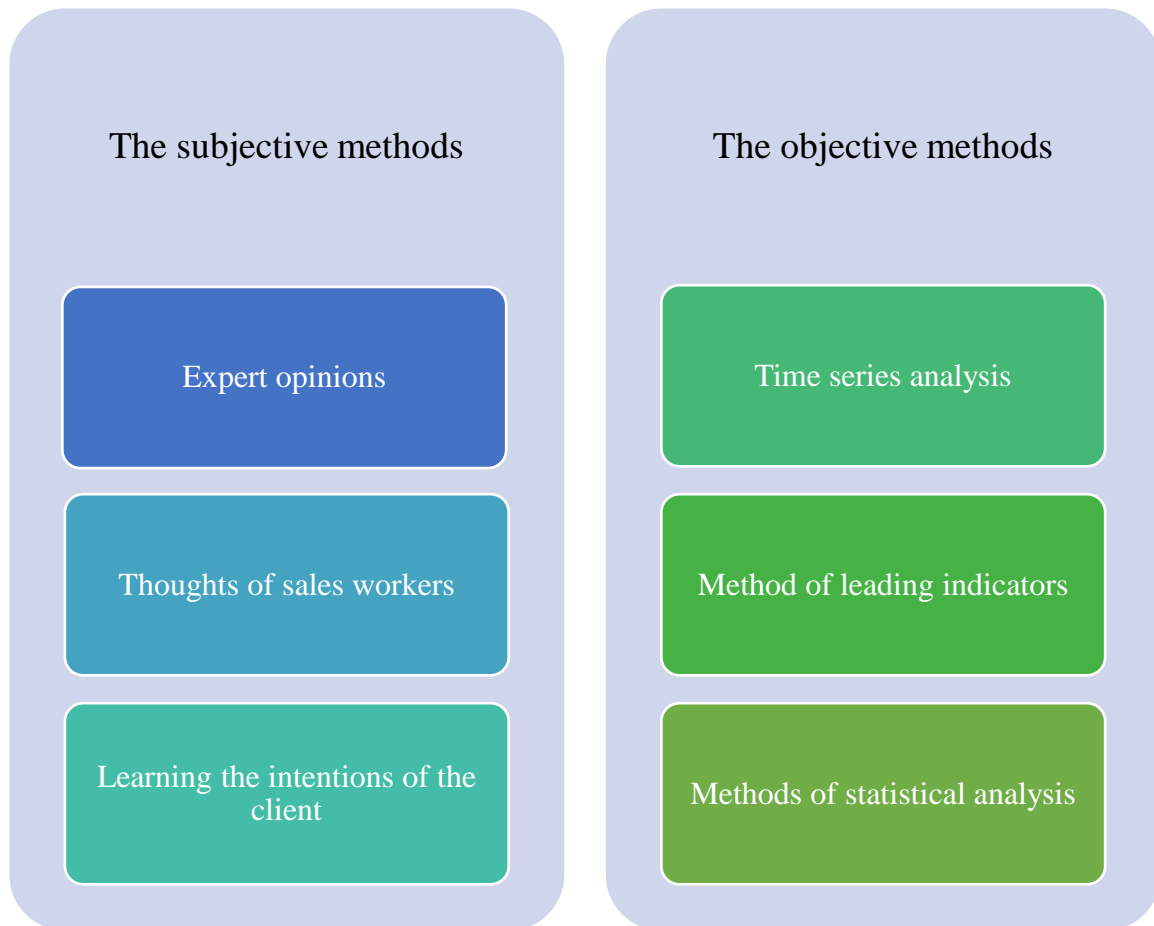 The subjective methods
Expert opinions
Thoughts of sales workers
Learning the intentions of the
client
The objective methods
Time series analysis
Method of leading indicators
Methods of statistical analysis